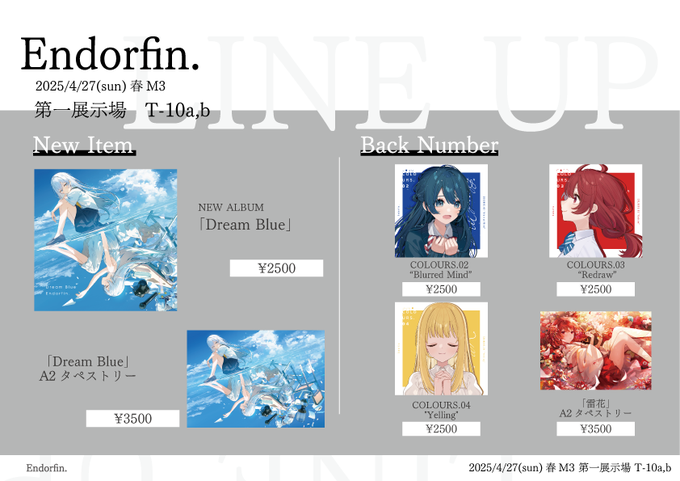 LINE UP
Endorfin.
2025/4/27(sun) 春 M3
第一展示場　T-10a,b
New Item
NEW ALBUM
「Dream Blue」
¥2500
Dream Blue
Endorfin.
「Dream Blue」
A2 タペストリー
¥3500
Back Number
COLOURS.02
“Blurred Mind”
¥2500
COLOURS.03
“Redraw”
¥2500
COLOURS.04
“Yelling”
¥2500
「雷花」
A2 タペストリー
¥3500
Endorfin.
2025/4/27(sun) 春 M3 第一展示場 T-10a,b